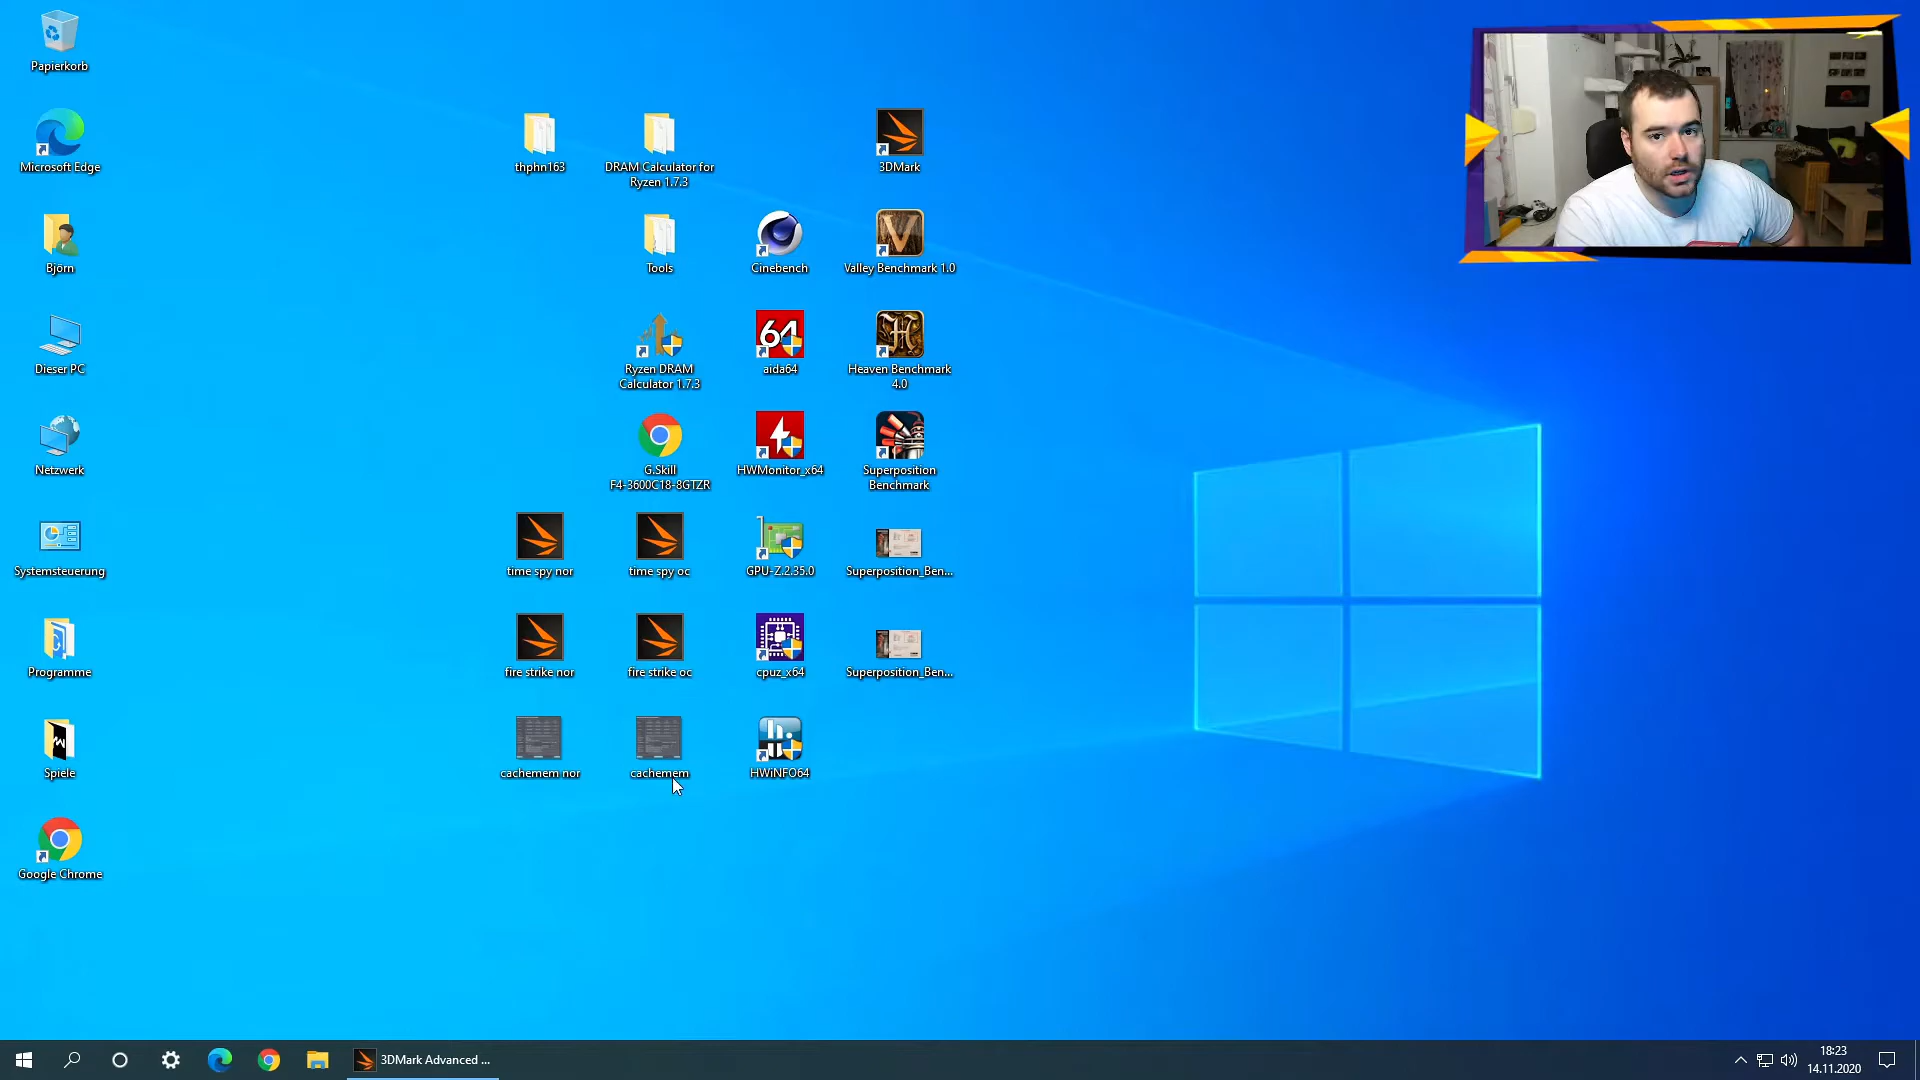 Papierkorb
Microsoft Edge
Björn
Dieser PC
Netzwerk
Systemsteuerung
Programme
Spiele
Google Chrome
thphn163
time spy nor
fire strike nor
cachemem nor
DRAM Calculator for
Ryzen 1.7.3
Tools
Ryzen DRAM
Calculator 1.7.3
G.Skill
F4-3600C18-8GTZR
time spy oc
fire strike oc
cachemem
Cinebench
64
aida64
HWMonitor_x64
GPU-Z.2.35.0
cpuz_x64
HWiNFO64
3DMark
Valley Benchmark 1.0
Heaven Benchmark
4.0
Superposition
Benchmark
Superposition_Ben...
Superposition_Ben...
3DMark Advanced ...
18:23
14.11.2020